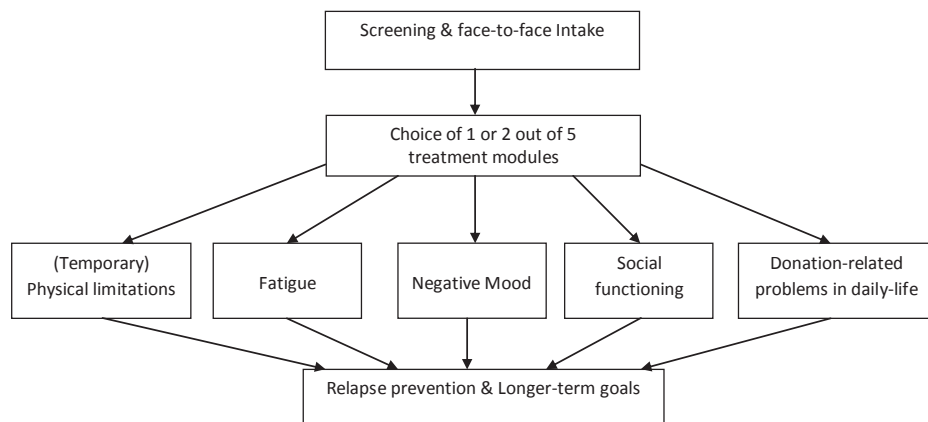 Screening & face-to-face Intake
Choice of 1 or 2 out of 5
treatment modules
(Temporary)
Physical limitations
Fatigue
Negative Mood
Social
functioning
Donation-related
problems in daily-life
Relapse prevention & Longer-term goals